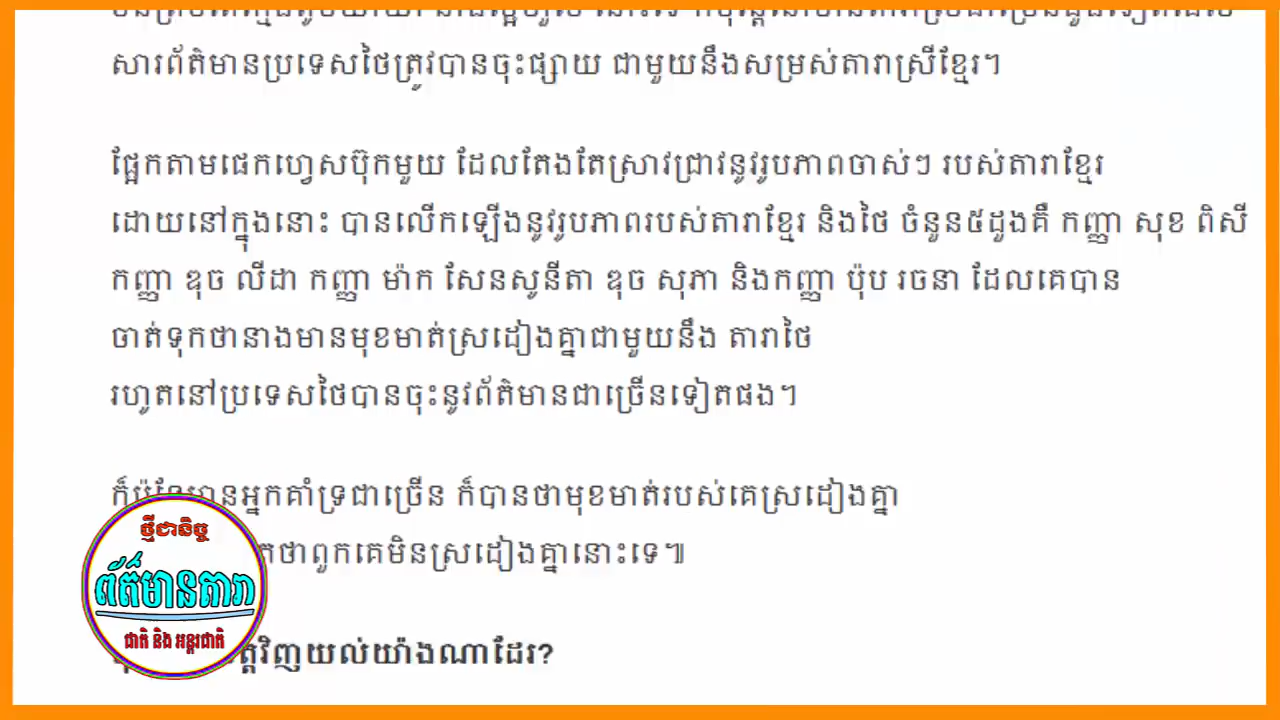 សារព័ត៌មានប្រទេសថៃត្រូវបានចុះផ្សាយ ជាមួយនឹងសម្រស់តារាស្រីខ្មែរ។
ផ្អែកតាមផេកហ្វេសប៊ុកមួយ ដែលតែងតែស្រាវជ្រាវនូវរូបភាពចាស់ៗ របស់តារាខ្មែរ
ដោយនៅក្នុងនោះ បានលើកឡើងនូវរូបភាពរបស់តារាខ្មែរ និងថៃ ចំនួន៥ដួងគឺ កញ្ញា សុខ ពិសី
កញ្ញា ឌុច លីដា កញ្ញា ម៉ាក សែនសូនីតា ឌុច សុភា និងកញ្ញា ប៉ុប រចនា ដែលគេបាន
ចាត់ទុកថានាងមានមុខមាត់ស្រដៀងគ្នាជាមួយនឹង តារាថៃ
រហូតនៅប្រទេសថៃបានចុះនូវព័ត៌មានជាច្រើនទៀតផង។
អ្នកគាំទ្រជាច្រើន ក៏បានថាមុខមាត់របស់គេស្រដៀងគ្នា
ថាពួកគេមិនស្រដៀងគ្នានោះទេ៕
វិញយល់យ៉ាងណាដែរ?
ថ្មីជានិច្ច
ព័ត៌មានតារា
ជាតិ និង អន្តរជាតិ